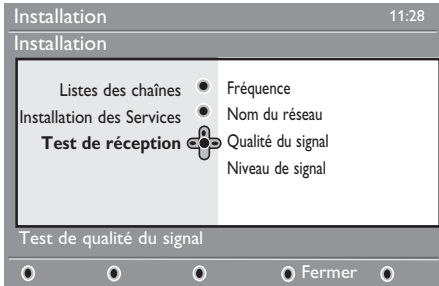 Installation 11:28
Installation
Listes des chaînes Fréquence
Installation des Services Nom du réseau
Test de réception Qualité du signal
Niveau de signal
Test de qualité du signal
Fermer